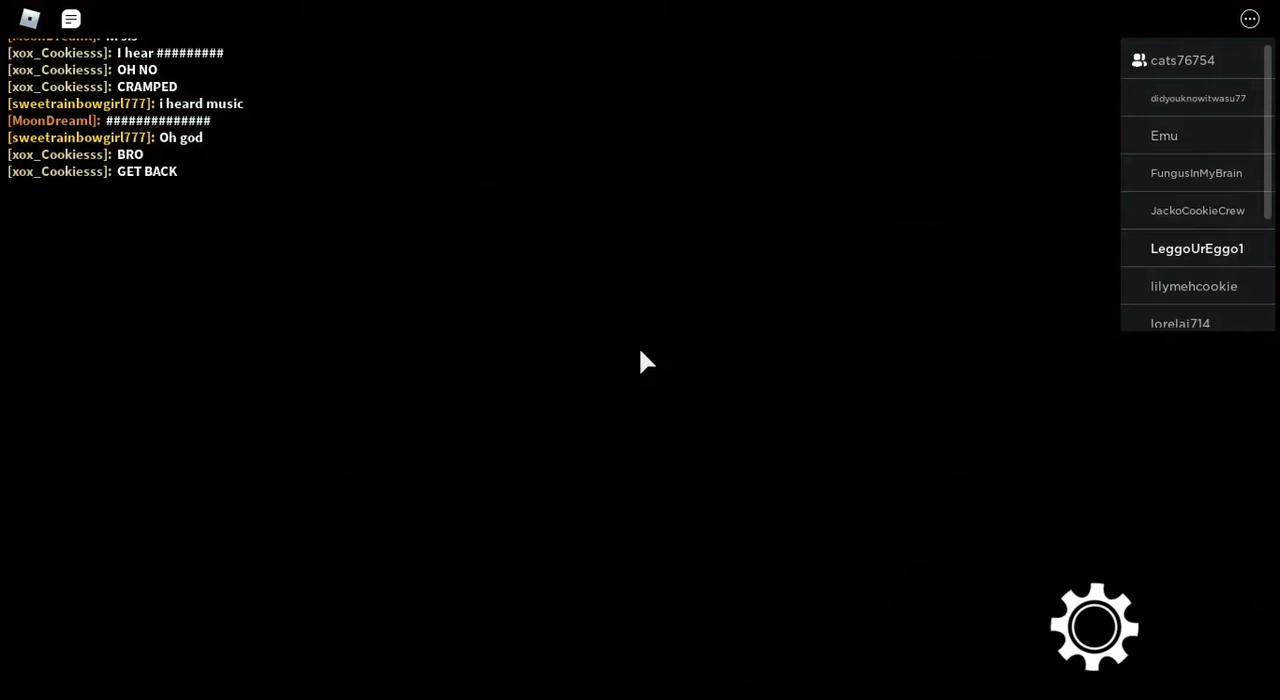 [xox_Cookiesss]: I hear #########
[xox_Cookiesss]: OH NO
[xox_Cookiesss]: CRAMPED
[sweetrainbowgirl777]: i heard music
[MoonDreaml]: ##############
[sweetrainbowgirl777]: Oh god
[xox_Cookiesss]: BRO
[xox_Cookiesss]: GET BACK
cats76754
didyouknowitwasu77
Emu
FungusInMyBrain
JackoCookieCrew
LeggoUrEggo1
lilymehcookie
lorelai714